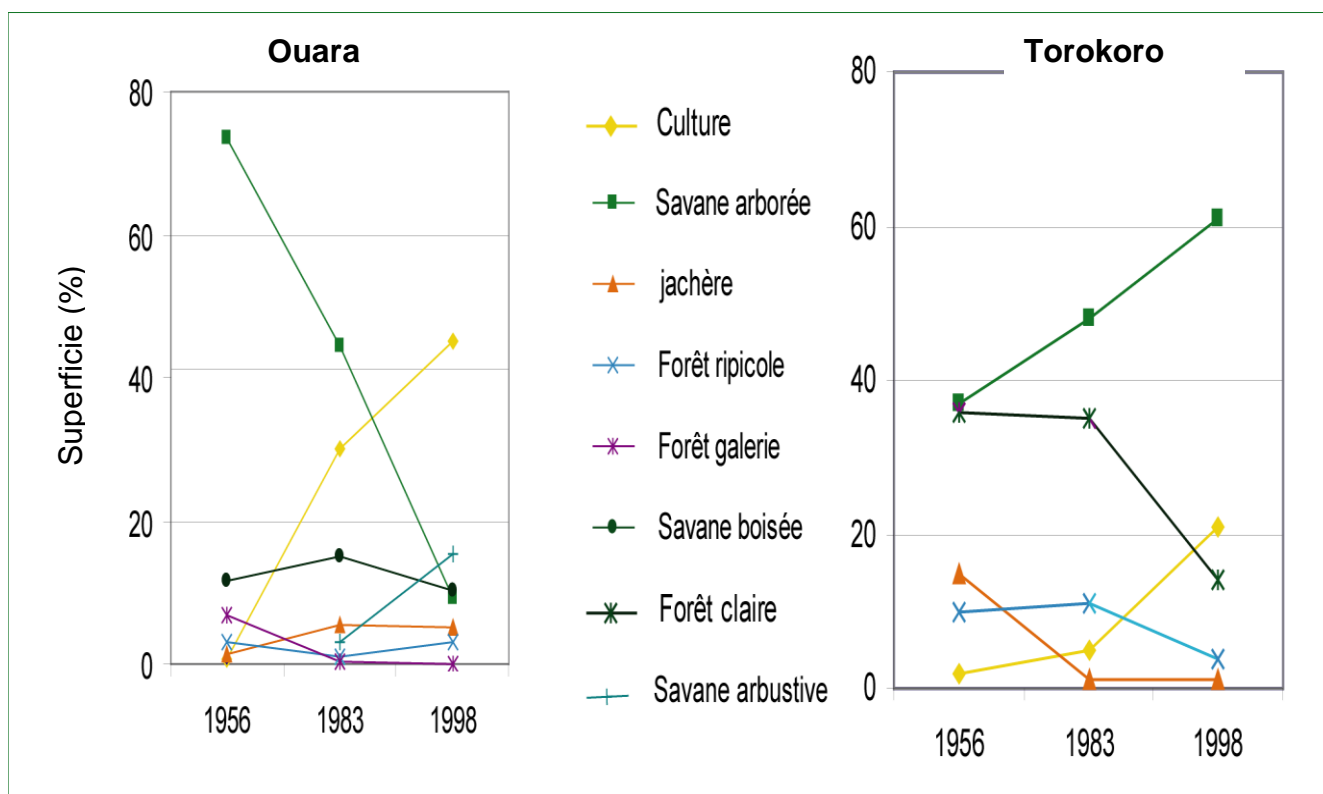 Ouara
Torokoro
Superficie (%)
80
60
40
20
0
1956
1983
1998
Culture
Savane arborée
jachère
Forêt ripicole
Forêt galerie
Savane boisée
Forêt claire
Savane arbustive
80
60
40
20
0
1956
1983
1998